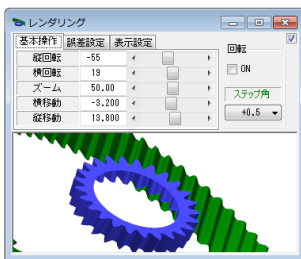 レンダリング
基本操作 誤差設定 表示設定
縦回転 -55
横回転 19
ズーム 50.00
横移動 -3.200
縦移動 13.800
回転
ON
ステップ角
+0.5